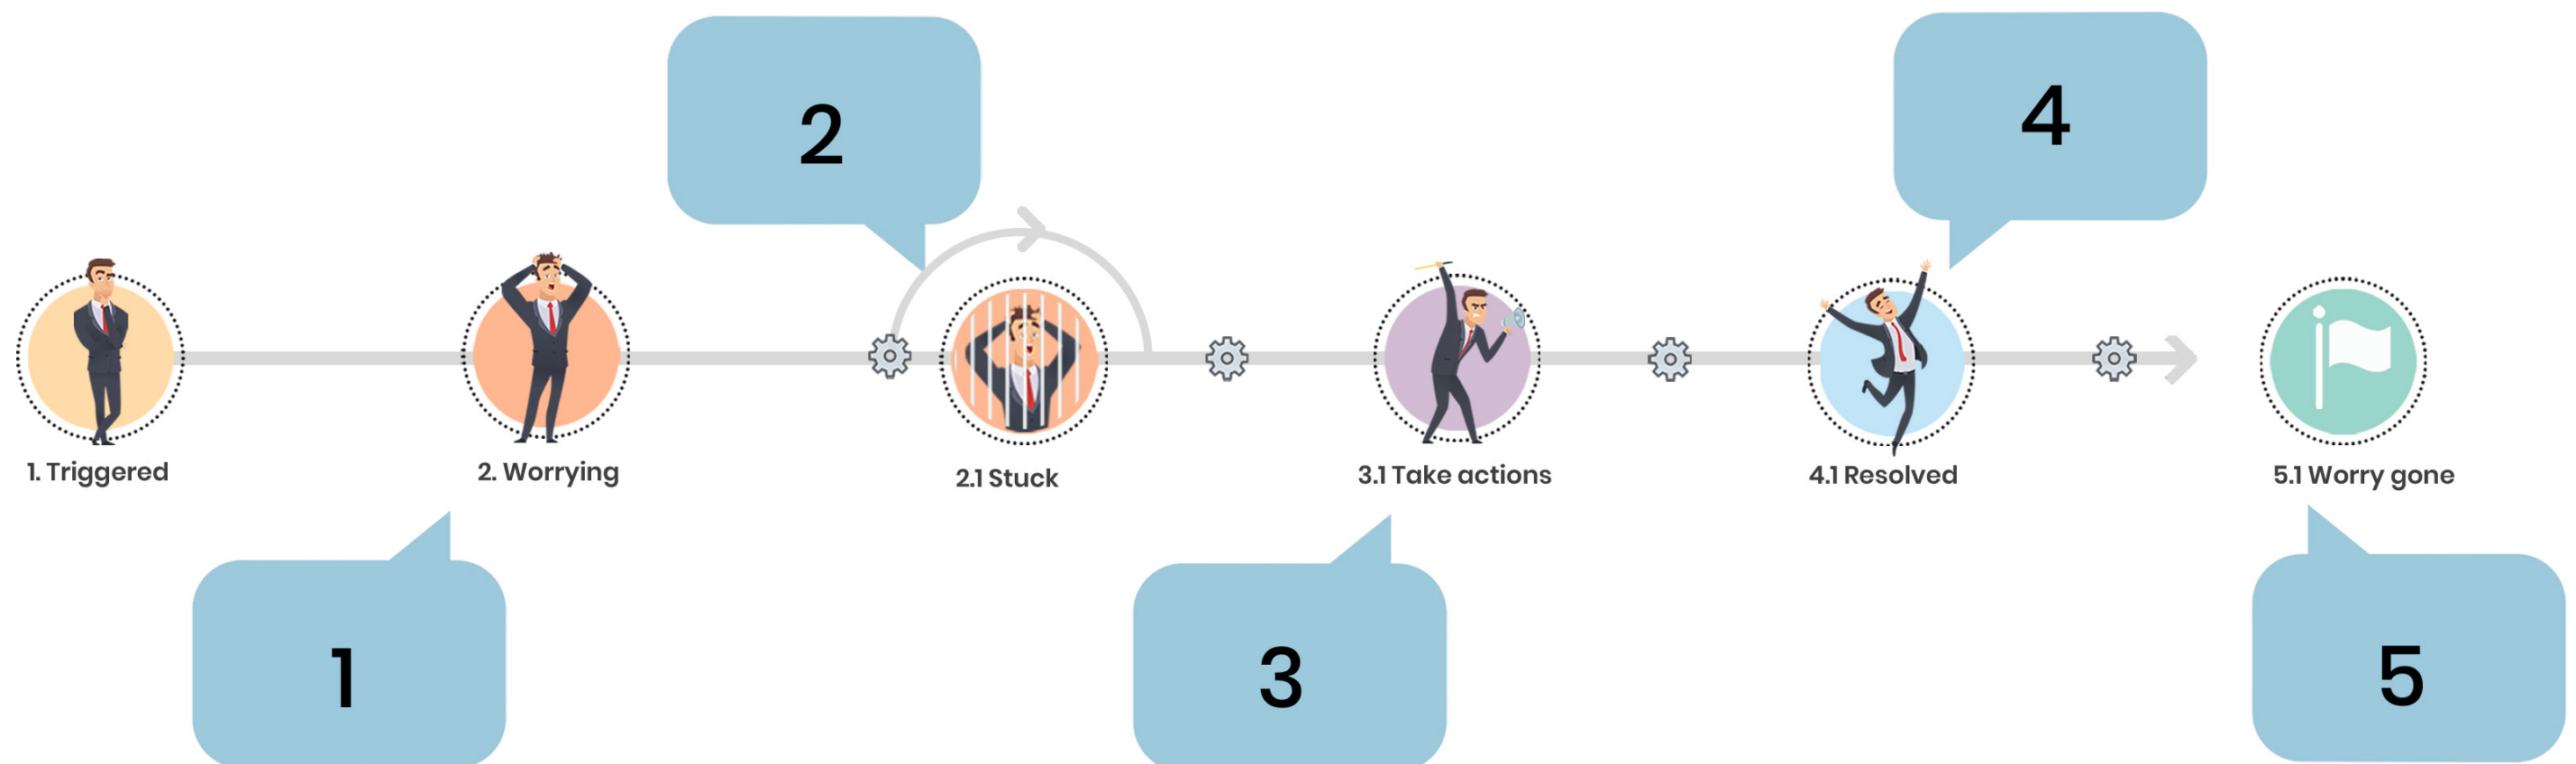 2
4
1. Triggered
2. Worrying
2.1 Stuck
3.1 Take actions
4.1 Resolved
5.1 Worry gone
1
3
5